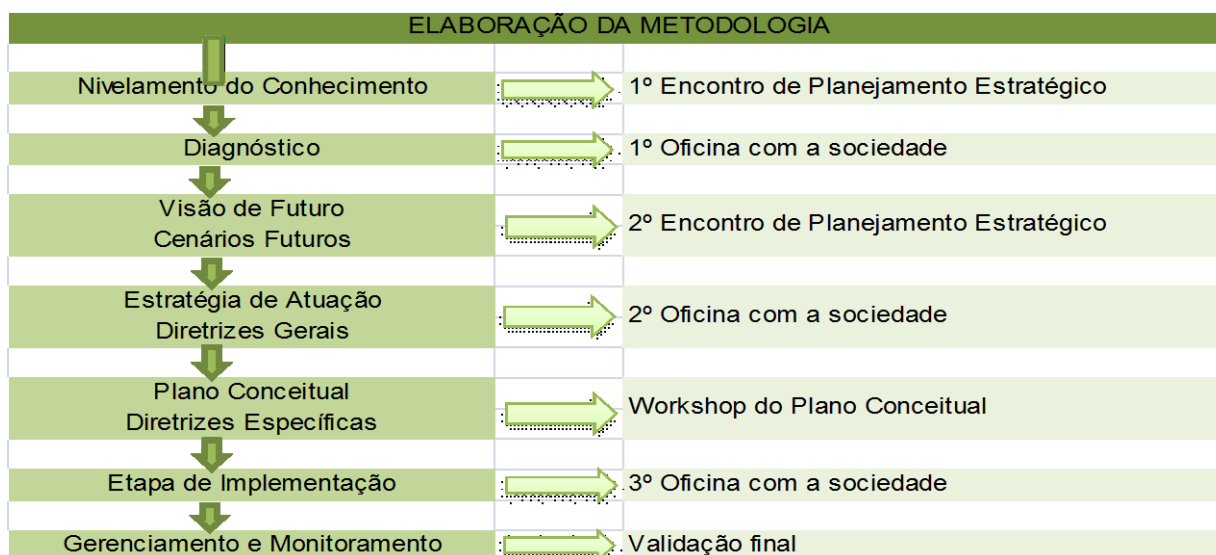 ELABORAÇÃO DA METODOLOGIA
Nivelamento do Conhecimento
1º Encontro de Planejamento Estratégico
Diagnóstico
1º Oficina com a sociedade
Visão de Futuro
Cenários Futuros
2º Encontro de Planejamento Estratégico
Estratégia de Atuação
Diretrizes Gerais
2º Oficina com a sociedade
Plano Conceitual
Diretrizes Específicas
Workshop do Plano Conceitual
Etapa de Implementação
3º Oficina com a sociedade
Gerenciamento e Monitoramento
Validação final